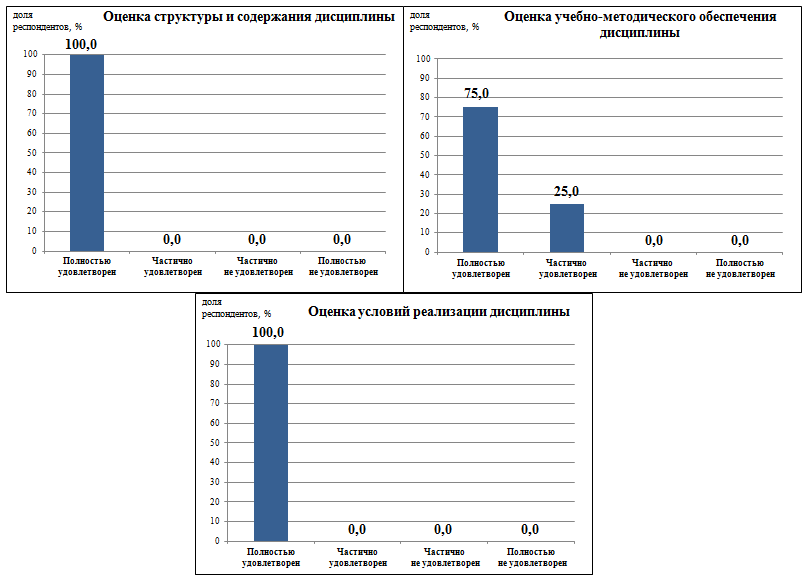 доля
респондентов, %
Оценка структуры и содержания дисциплины
100,0
100
90
80
70
60
50
40
30
20
10
0
0,0
0,0
0,0
Полностью
удовлетворен
Частично
удовлетворен
Частично
не удовлетворен
Полностью
не удовлетворен
доля
респондентов, %
Оценка учебно-методического обеспечения
дисциплины
100
90
80
70
60
50
40
30
20
10
0
75,0
25,0
0,0
0,0
Полностью
удовлетворен
Частично
удовлетворен
Частично
не удовлетворен
Полностью
не удовлетворен
доля
респондентов, %
Оценка условий реализации дисциплины
100,0
100
90
80
70
60
50
40
30
20
10
0
0,0
0,0
0,0
Полностью
удовлетворен
Частично
удовлетворен
Частично
не удовлетворен
Полностью
не удовлетворен